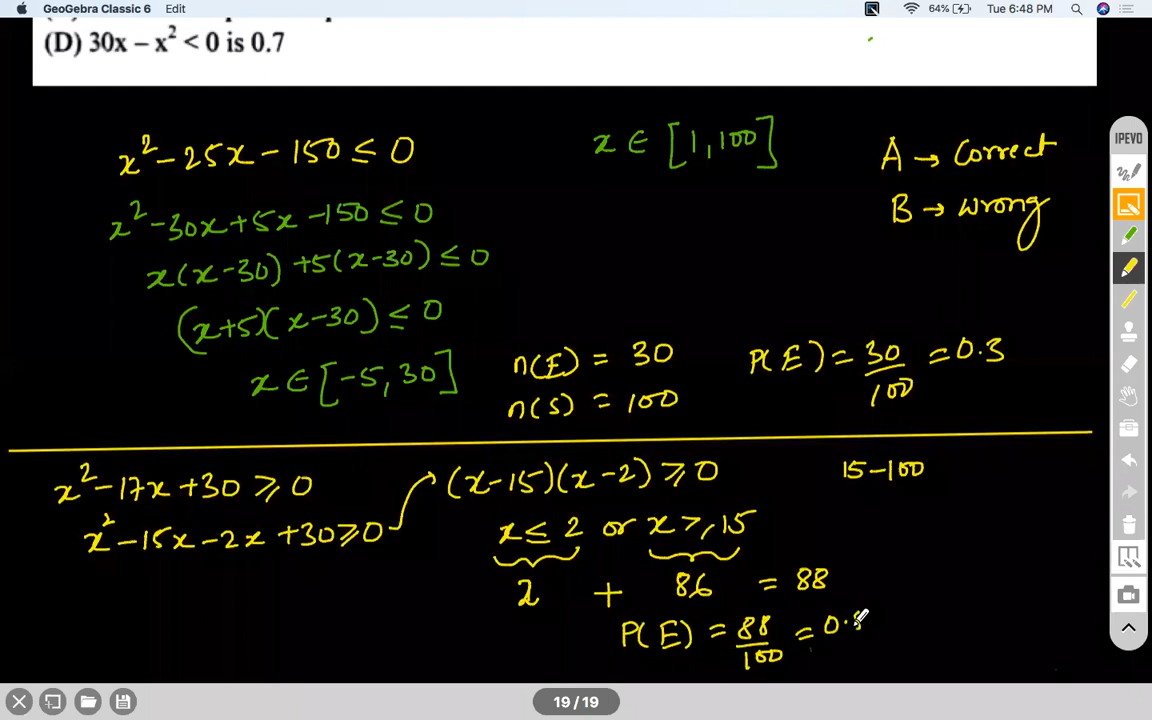 GeoGebra Classic 6 Edit 64% Tue 6:48 PM
(D) 30x – x² < 0 is 0.7
x² - 25x - 150 ≤ 0
x ∈ [1, 100]
A → Correct
B → wrong
x² - 30x + 5x - 150 ≤ 0
x(x-30) + 5(x-30) ≤ 0
(x+5)(x-30) ≤ 0
x ∈ [-5, 30]
n(E) = 30
n(S) = 100
P(E) = 30/100 = 0.3
x² - 17x + 30 ≥ 0
x² - 15x - 2x + 30 ≥ 0
(x-15)(x-2) ≥ 0
15-100
x ≤ 2 or x ≥ 15
2 + 86 = 88
P(E) = 88/100 = 0.
IPEVO
19 / 19